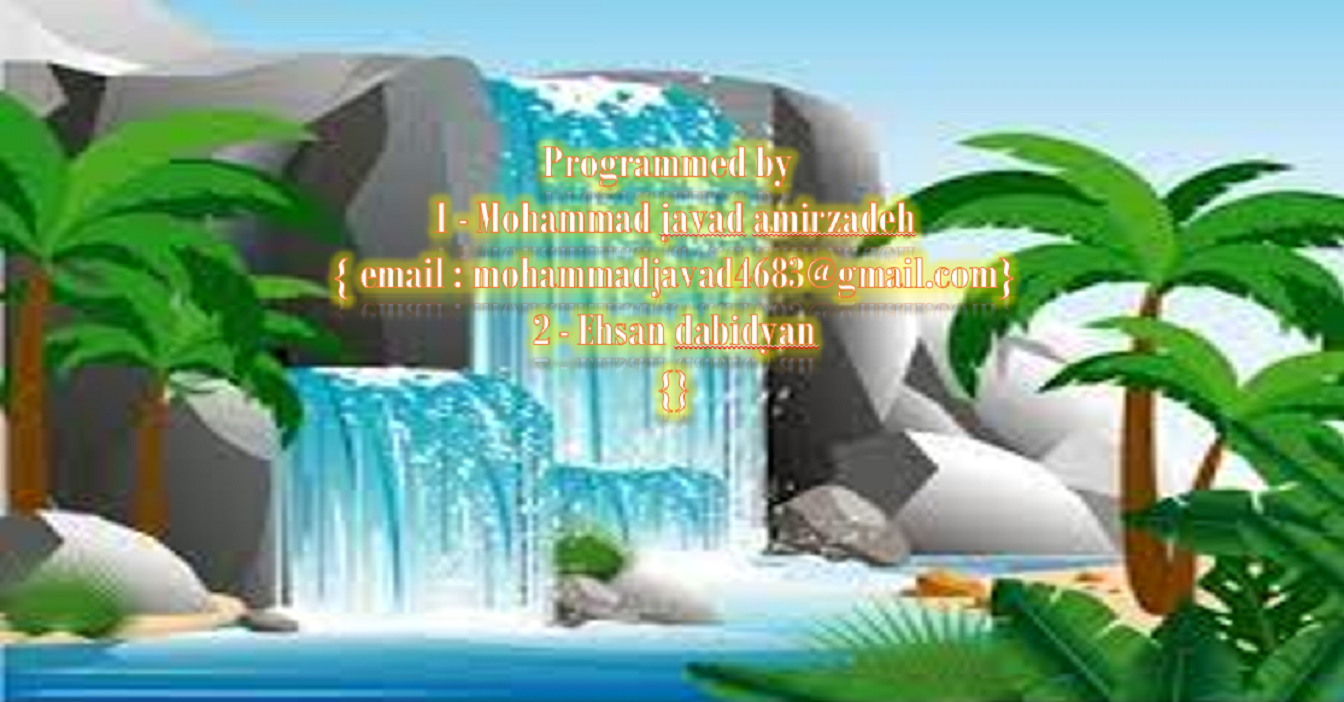 Programmed by
1 - Mohammad javad amirzadeh
{ email : mohammadjavad4683@gmail.com}
2 - Ehsan dabidyan
{}